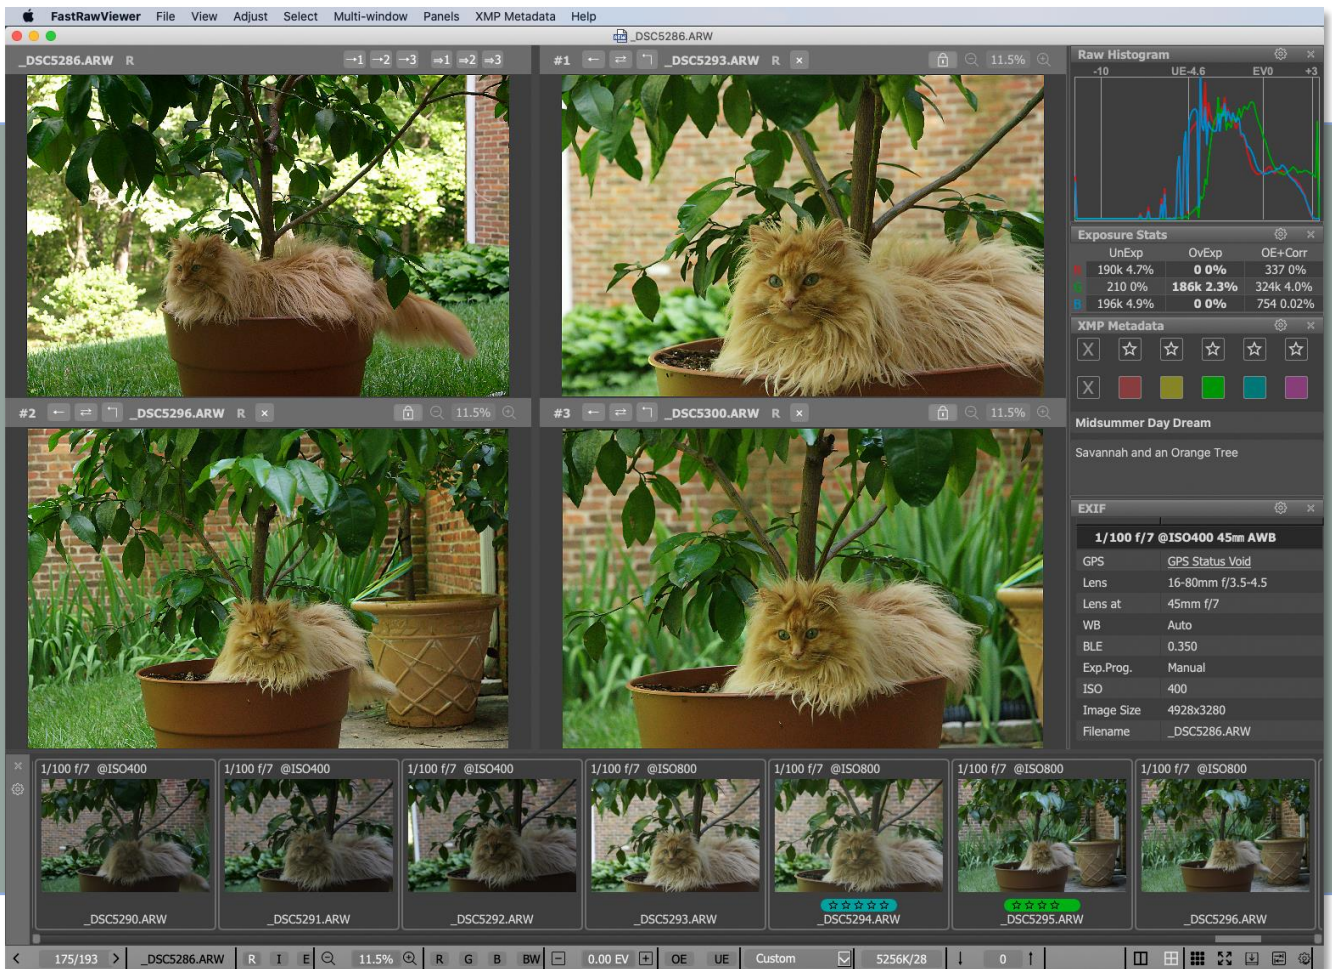 FastRawViewer File View Adjust Select Multi-window Panels XMP Metadata Help
_DSC5286.ARW
_DSC5286.ARW R →1 →2 →3 ⇒1 ⇒2 ⇒3
#1 ← ⇄ _DSC5293.ARW R × 11.5%
Raw Histogram
-10 UE-4.6 EV0 +3
Exposure Stats
UnExp OvExp OE+Corr
R 190k 4.7% 0 0% 337 0%
G 210 0% 186k 2.3% 324k 4.0%
B 196k 4.9% 0 0% 754 0.02%
XMP Metadata
X
X
Midsummer Day Dream
Savannah and an Orange Tree
#2 ← ⇄ _DSC5296.ARW R × 11.5%
#3 ← ⇄ _DSC5300.ARW R × 11.5%
EXIF
1/100 f/7 @ISO400 45mm AWB
GPS GPS Status Void
Lens 16-80mm f/3.5-4.5
Lens at 45mm f/7
WB Auto
BLE 0.350
Exp.Prog. Manual
ISO 400
Image Size 4928x3280
Filename _DSC5286.ARW
1/100 f/7 @ISO400
_DSC5290.ARW
1/100 f/7 @ISO400
_DSC5291.ARW
1/100 f/7 @ISO400
_DSC5292.ARW
1/100 f/7 @ISO800
_DSC5293.ARW
1/100 f/7 @ISO800
_DSC5294.ARW
1/100 f/7 @ISO800
_DSC5295.ARW
1/100 f/7 @ISO800
_DSC5296.ARW
175/193 _DSC5286.ARW R I E 11.5% R G B BW 0.00 EV OE UE Custom 5256K/28 0